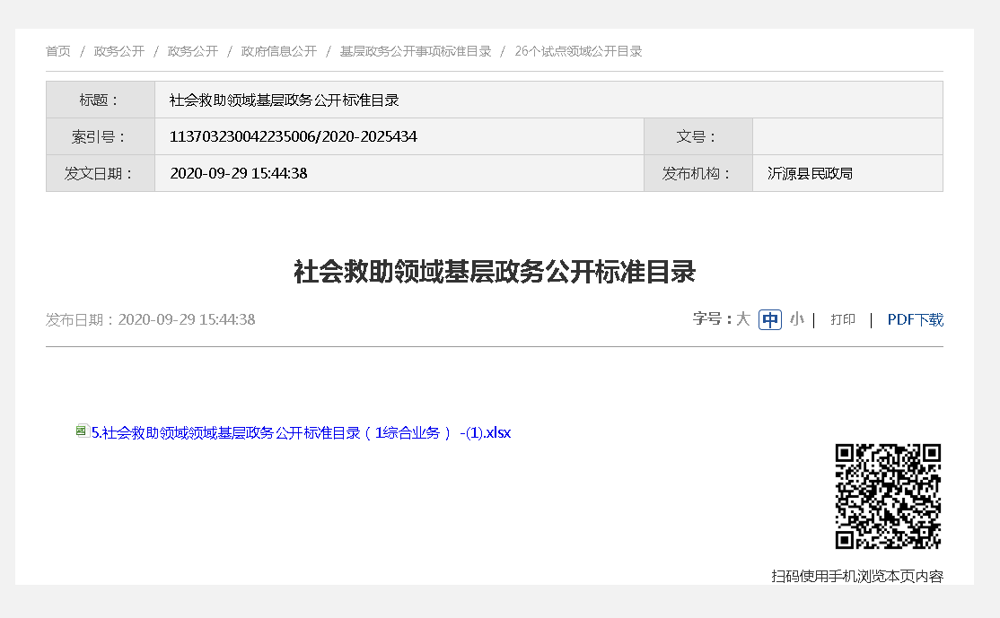 首页 / 政务公开 / 政务公开 / 政府信息公开 / 基层政务公开事项标准目录 / 26个试点领域公开目录
标题： 社会救助领域基层政务公开标准目录
索引号： 113703230042235006/2020-2025434 文号：
发文日期： 2020-09-29 15:44:38 发布机构： 沂源县民政局
社会救助领域基层政务公开标准目录
发布日期：2020-09-29 15:44:38 字号：大 中 小 | 打印 | PDF下载
5.社会救助领域领域基层政务公开标准目录（1综合业务） -(1).xlsx
扫码使用手机浏览本页内容